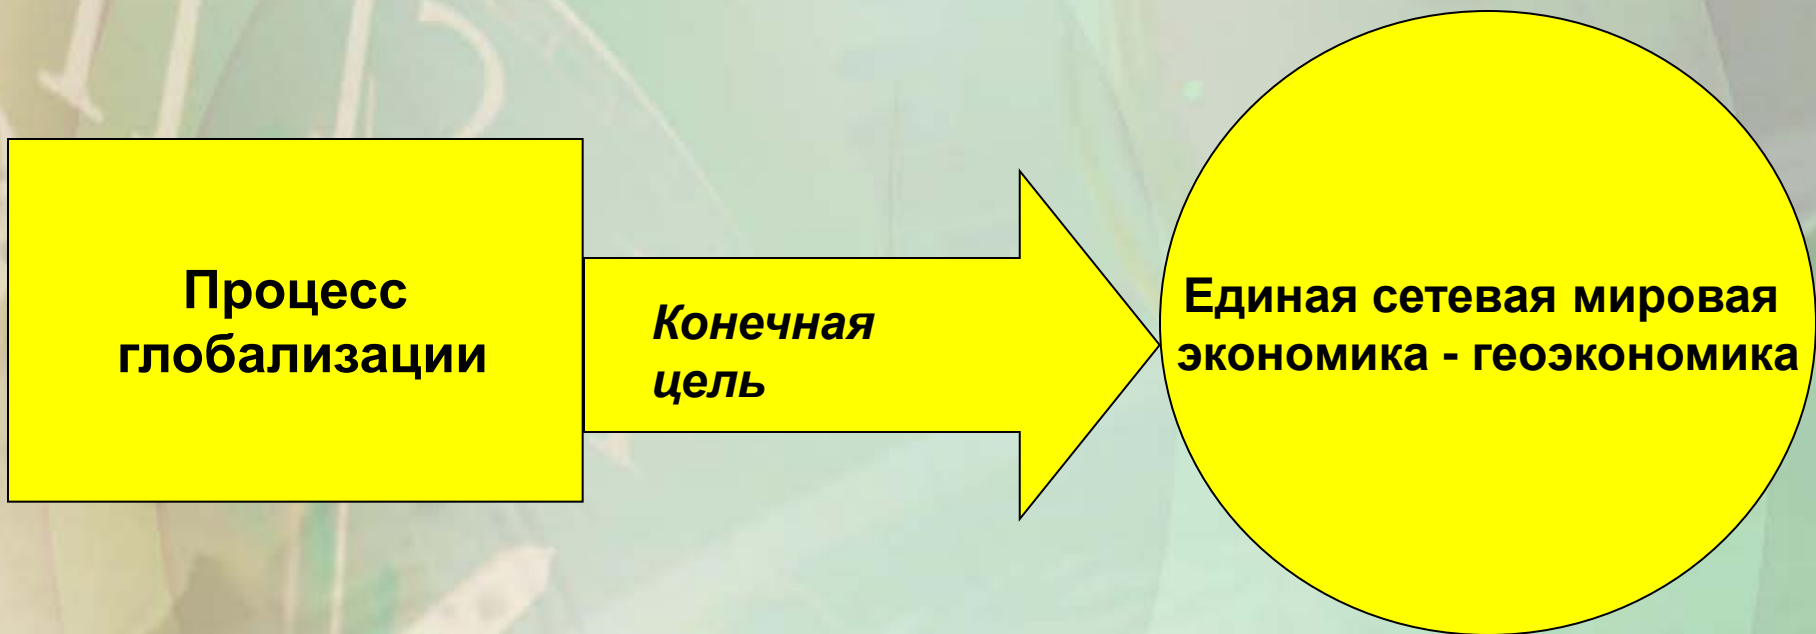 Процесс
глобализации
Конечная
цель
Единая сетевая мировая
экономика - геоэкономика